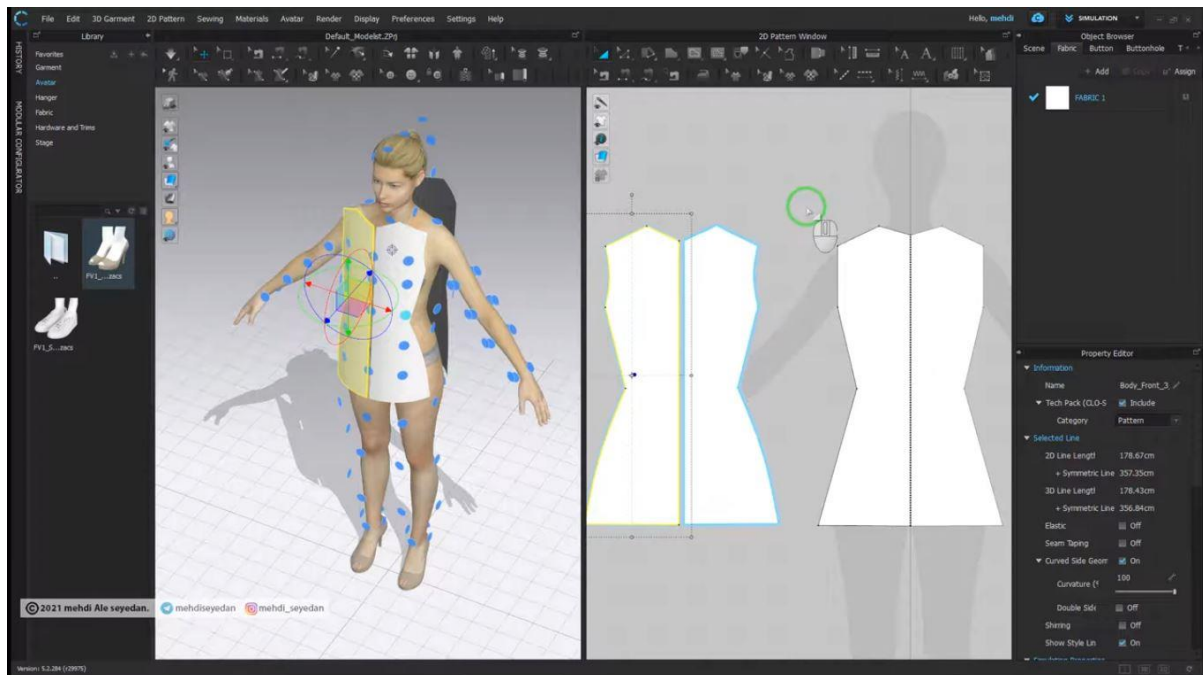 File Edit 3D Garment 2D Pattern Sewing Materials Avatar Render Display Preferences Settings Help
Hello, mehdi
SIMULATION
HISTORY
MODULAR CONFIGURATOR
Library
Favorites
Garment
Avatar
Hanger
Fabric
Hardware and Trims
Stage
..
FV1_...zacs
FV1_S...zacs
Default_Modelist.ZPrj
2D Pattern Window
Object Browser
Scene Fabric Button Buttonhole T
+ Add Copy Assign
FABRIC 1
Property Editor
Information
Name Body_Front_3_
Tech Pack (CLO-S Include
Category Pattern
Selected Line
2D Line Lengtl 178.67cm
+ Symmetric Line 357.35cm
3D Line Lengtl 178.43cm
+ Symmetric Line 356.84cm
Elastic Off
Seam Taping Off
Curved Side Geom On
Curvature (% 100
Double Side Off
Shirring Off
Show Style Lin On
© 2021 mehdi Ale seyedan. mehdiseyedan mehdi_seyedan
Version: 5.2.284 (r29975)